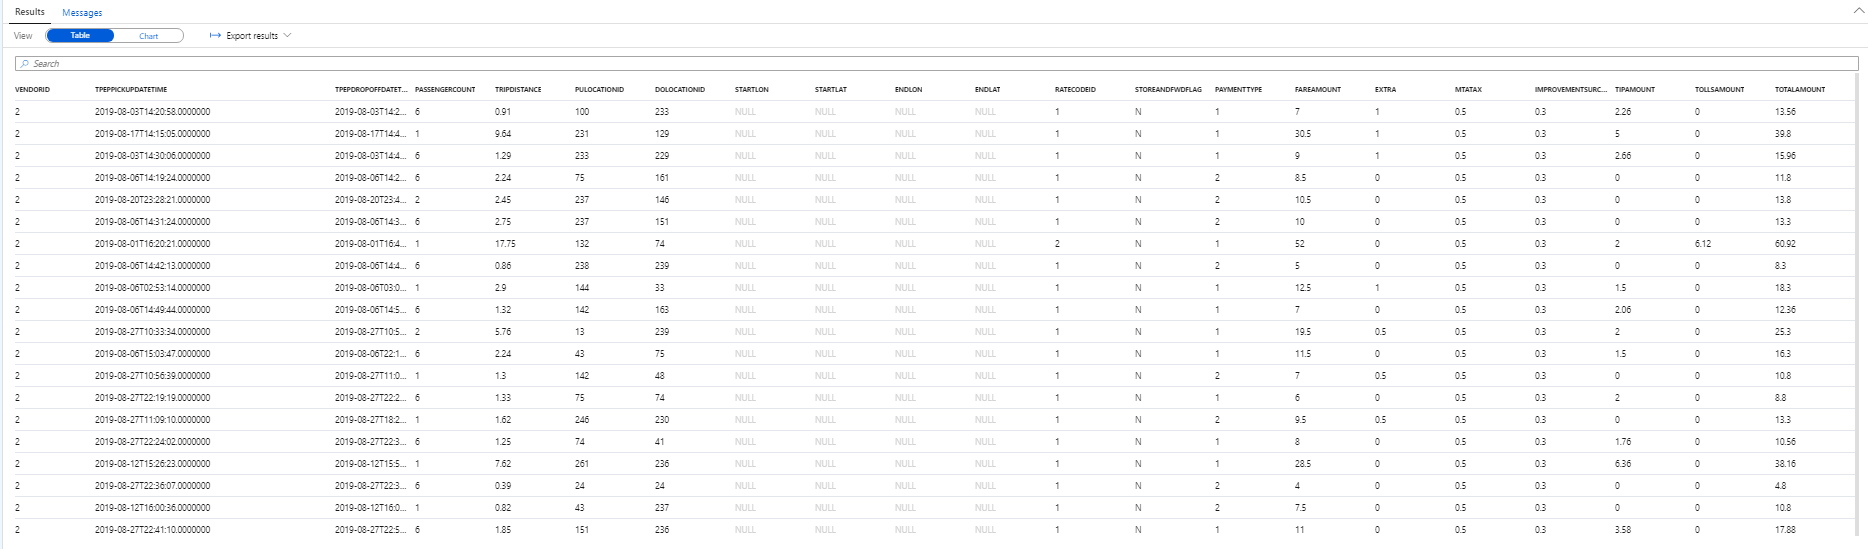 Results Messages
View Table Chart Export results
Search
VENDORID TPEPPICKUPDATETIME TPEPDROPOFFDATET... PASSENGERCOUNT TRIPDISTANCE PULOCATIONID DOLOCATIONID STARTLON STARTLAT ENDLON ENDLAT RATECODEID STOREANDFWDFLAG PAYMENTTYPE FAREAMOUNT EXTRA MTATAX IMPROVEMENTSURC... TIPAMOUNT TOLLSAMOUNT TOTALAMOUNT
2 2019-08-03T14:20:58.0000000 2019-08-03T14:2... 6 0.91 100 233 NULL NULL NULL NULL 1 N 1 7 1 0.5 0.3 2.26 0 13.56
2 2019-08-17T14:15:05.0000000 2019-08-17T14:4... 1 9.64 231 129 NULL NULL NULL NULL 1 N 1 30.5 1 0.5 0.3 5 0 39.8
2 2019-08-03T14:30:06.0000000 2019-08-03T14:4... 6 1.29 233 229 NULL NULL NULL NULL 1 N 1 9 1 0.5 0.3 2.66 0 15.96
2 2019-08-06T14:19:24.0000000 2019-08-06T14:2... 6 2.24 75 161 NULL NULL NULL NULL 1 N 2 8.5 0 0.5 0.3 0 0 11.8
2 2019-08-20T23:28:21.0000000 2019-08-20T23:4... 2 2.45 237 146 NULL NULL NULL NULL 1 N 2 10.5 0 0.5 0.3 0 0 13.8
2 2019-08-06T14:31:24.0000000 2019-08-06T14:3... 6 2.75 237 151 NULL NULL NULL NULL 1 N 2 10 0 0.5 0.3 0 0 13.3
2 2019-08-01T16:20:21.0000000 2019-08-01T16:4... 1 17.75 132 74 NULL NULL NULL NULL 2 N 1 52 0 0.5 0.3 2 6.12 60.92
2 2019-08-06T14:42:13.0000000 2019-08-06T14:4... 6 0.86 238 239 NULL NULL NULL NULL 1 N 2 5 0 0.5 0.3 0 0 8.3
2 2019-08-06T02:53:14.0000000 2019-08-06T03:0... 1 2.9 144 33 NULL NULL NULL NULL 1 N 1 12.5 1 0.5 0.3 1.5 0 18.3
2 2019-08-06T14:49:44.0000000 2019-08-06T14:5... 6 1.32 142 163 NULL NULL NULL NULL 1 N 1 7 0 0.5 0.3 2.06 0 12.36
2 2019-08-27T10:33:34.0000000 2019-08-27T10:5... 2 5.76 13 239 NULL NULL NULL NULL 1 N 1 19.5 0.5 0.5 0.3 2 0 25.3
2 2019-08-06T15:03:47.0000000 2019-08-06T22:1... 6 2.24 43 75 NULL NULL NULL NULL 1 N 1 11.5 0 0.5 0.3 1.5 0 16.3
2 2019-08-27T10:56:39.0000000 2019-08-27T11:0... 1 1.3 142 48 NULL NULL NULL NULL 1 N 2 7 0.5 0.5 0.3 0 0 10.8
2 2019-08-27T22:19:19.0000000 2019-08-27T22:2... 6 1.33 75 74 NULL NULL NULL NULL 1 N 1 6 0 0.5 0.3 2 0 8.8
2 2019-08-27T11:09:10.0000000 2019-08-27T18:2... 1 1.62 246 230 NULL NULL NULL NULL 1 N 2 9.5 0.5 0.5 0.3 0 0 13.3
2 2019-08-27T22:24:02.0000000 2019-08-27T22:3... 6 1.25 74 41 NULL NULL NULL NULL 1 N 1 8 0 0.5 0.3 1.76 0 10.56
2 2019-08-12T15:26:23.0000000 2019-08-12T15:5... 1 7.62 261 236 NULL NULL NULL NULL 1 N 1 28.5 0 0.5 0.3 6.36 0 38.16
2 2019-08-27T22:36:07.0000000 2019-08-27T22:3... 6 0.39 24 24 NULL NULL NULL NULL 1 N 2 4 0 0.5 0.3 0 0 4.8
2 2019-08-12T16:00:36.0000000 2019-08-12T16:0... 1 0.82 43 237 NULL NULL NULL NULL 1 N 2 7.5 0 0.5 0.3 0 0 10.8
2 2019-08-27T22:41:10.0000000 2019-08-27T22:5... 6 1.85 151 236 NULL NULL NULL NULL 1 N 1 11 0 0.5 0.3 3.58 0 17.88